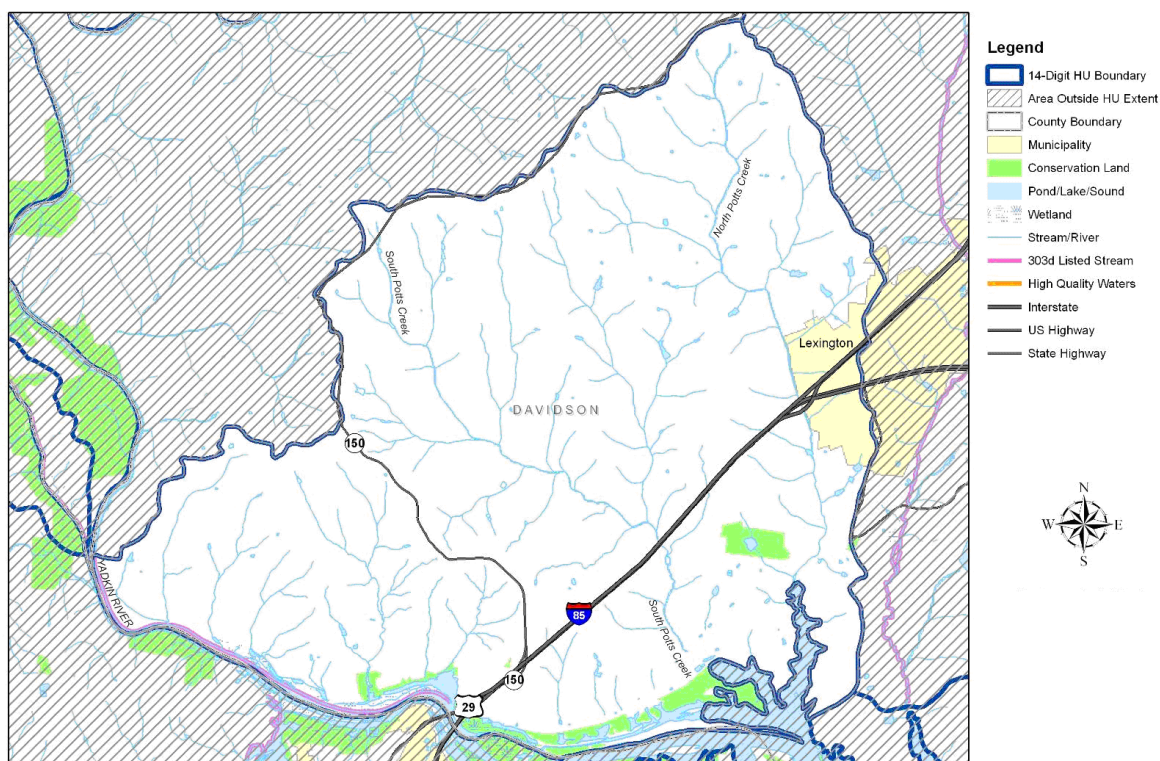 North Potts Creek
South Potts Creek
Lexington
DAVIDSON
150
YADKIN RIVER
85
South Potts Creek
150
29
Legend
14-Digit HU Boundary
Area Outside HU Extent
County Boundary
Municipality
Conservation Land
Pond/Lake/Sound
Wetland
Stream/River
303d Listed Stream
High Quality Waters
Interstate
US Highway
State Highway
N
W E
S